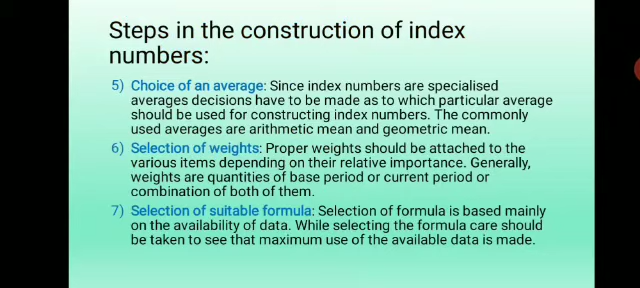 Steps in the construction of index
numbers:
5) Choice of an average: Since index numbers are specialised
averages decisions have to be made as to which particular average
should be used for constructing index numbers. The commonly
used averages are arithmetic mean and geometric mean.
6) Selection of weights: Proper weights should be attached to the
various items depending on their relative importance. Generally,
weights are quantities of base period or current period or
combination of both of them.
7) Selection of suitable formula: Selection of formula is based mainly
on the availability of data. While selecting the formula care should
be taken to see that maximum use of the available data is made.